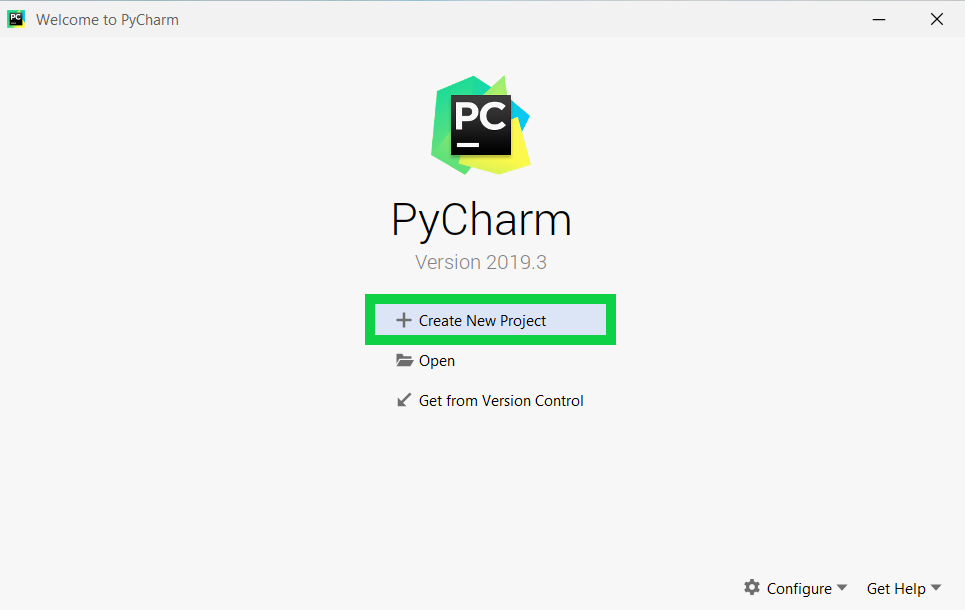 PC Welcome to PyCharm
PC
PyCharm
Version 2019.3
Create New Project
Open
Get from Version Control
Configure Get Help